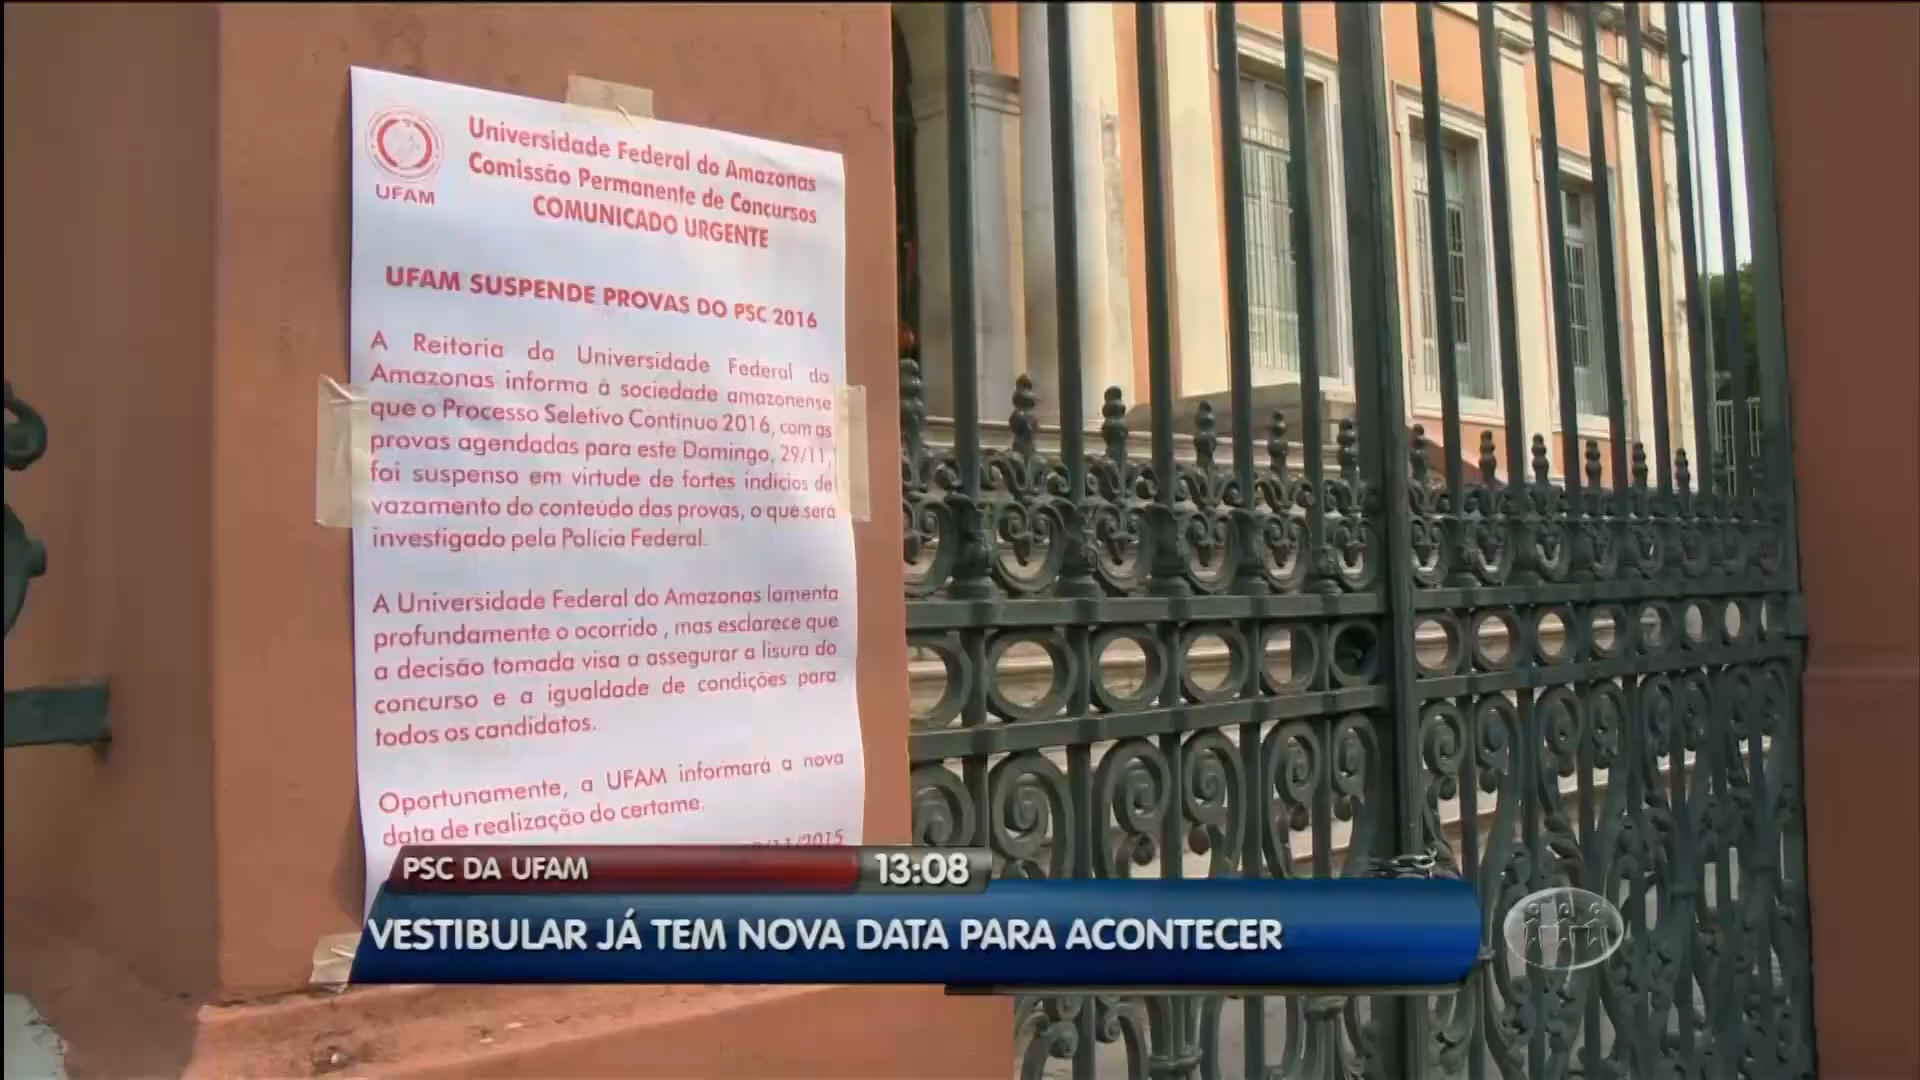 UFAM
Universidade Federal do Amazonas
Comissão Permanente de Concursos
COMUNICADO URGENTE
UFAM SUSPENDE PROVAS DO PSC 2016
A Reitoria da Universidade Federal do
Amazonas informa à sociedade amazonense
que o Processo Seletivo Contínuo 2016, com as
provas agendadas para este Domingo, 29/11,
foi suspenso em virtude de fortes indícios de
vazamento do conteúdo das provas, o que será
investigado pela Polícia Federal.
A Universidade Federal do Amazonas lamenta
profundamente o ocorrido , mas esclarece que
a decisão tomada visa a assegurar a lisura do
concurso e a igualdade de condições para
todos os candidatos.
Oportunamente, a UFAM informará a nova
data de realização do certame.
/11/2015
PSC DA UFAM 13:08
VESTIBULAR JÁ TEM NOVA DATA PARA ACONTECER